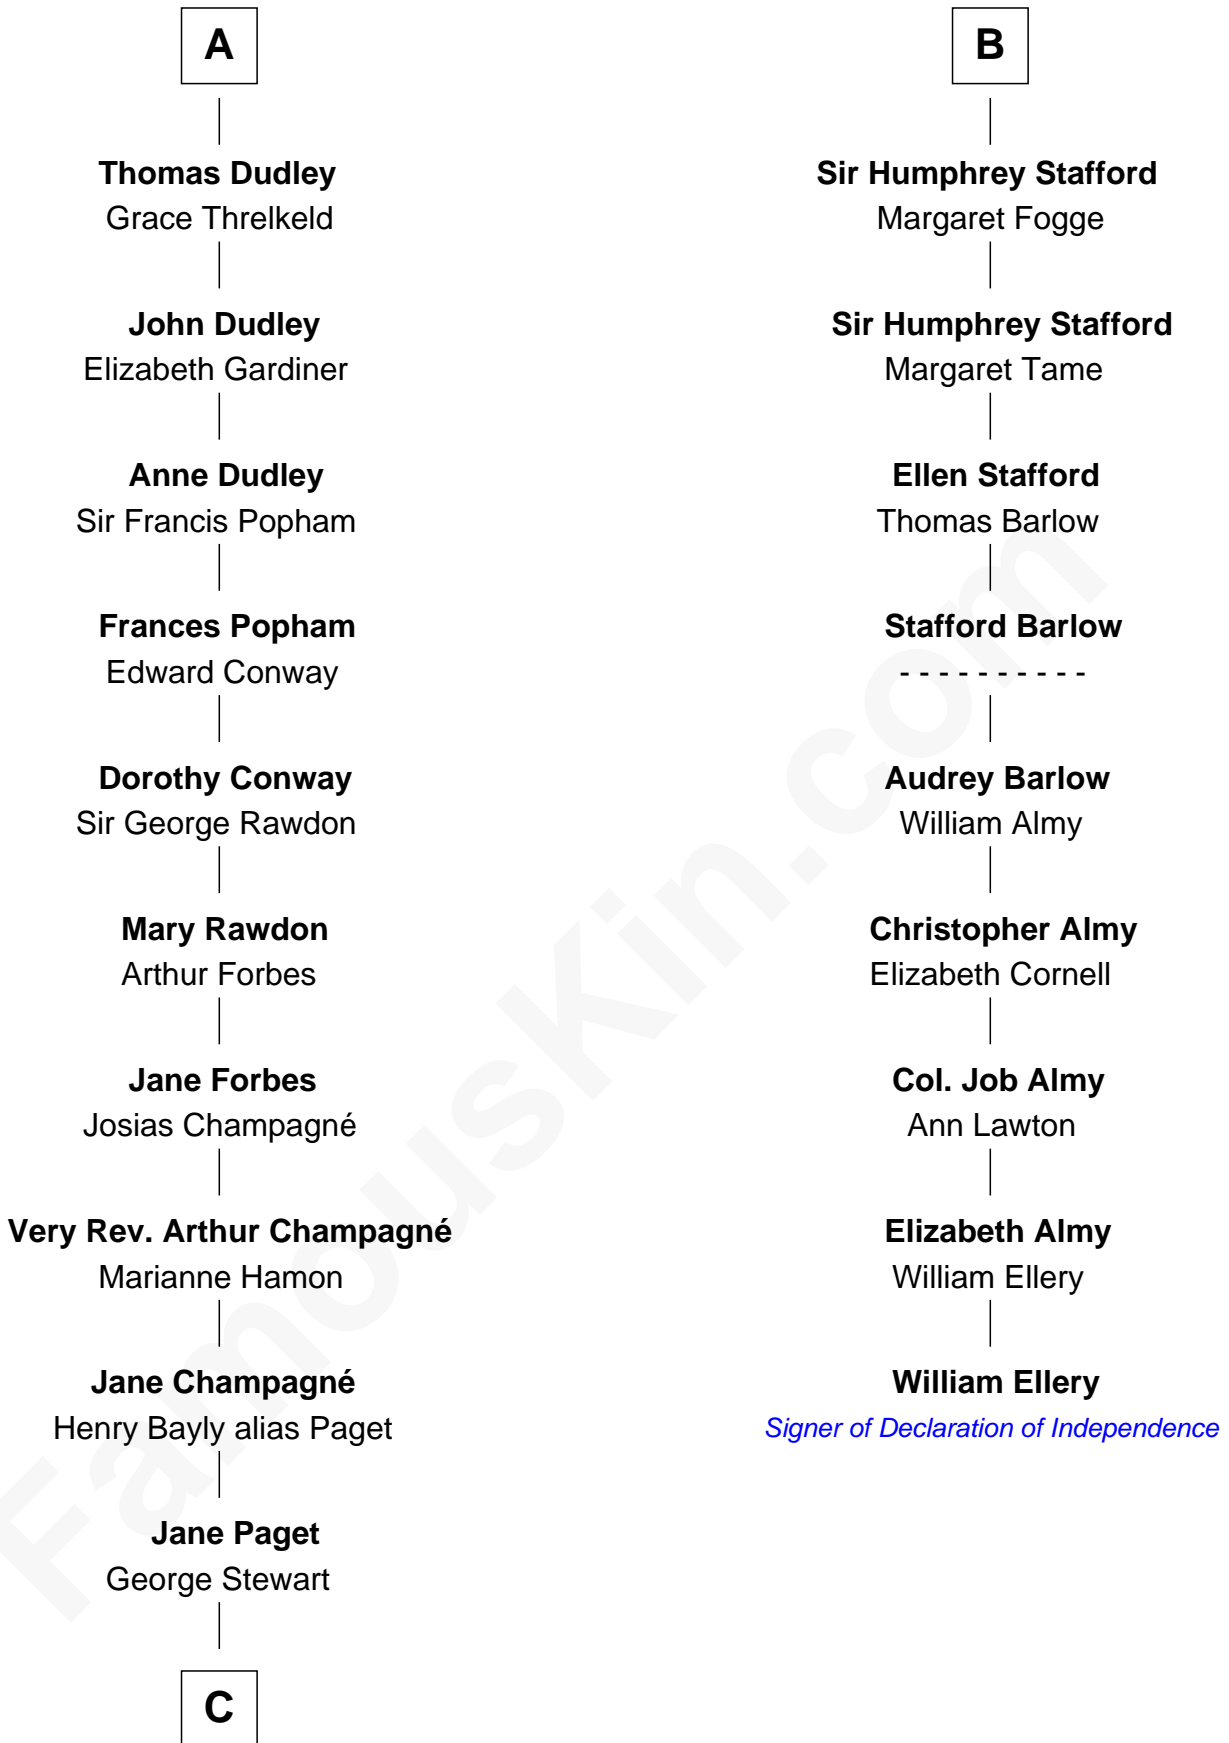 A
Thomas Dudley
Grace Threlkeld
John Dudley
Elizabeth Gardiner
Anne Dudley
Sir Francis Popham
Frances Popham
Edward Conway
Dorothy Conway
Sir George Rawdon
Mary Rawdon
Arthur Forbes
Jane Forbes
Josias Champagné
Very Rev. Arthur Champagné
Marianne Hamon
Jane Champagné
Henry Bayly alias Paget
Jane Paget
George Stewart
C
B
Sir Humphrey Stafford
Margaret Fogge
Sir Humphrey Stafford
Margaret Tame
Ellen Stafford
Thomas Barlow
Stafford Barlow
- - - - - - - - - -
Audrey Barlow
William Almy
Christopher Almy
Elizabeth Cornell
Col. Job Almy
Ann Lawton
Elizabeth Almy
William Ellery
William Ellery
Signer of Declaration of Independence
FamousKin.com